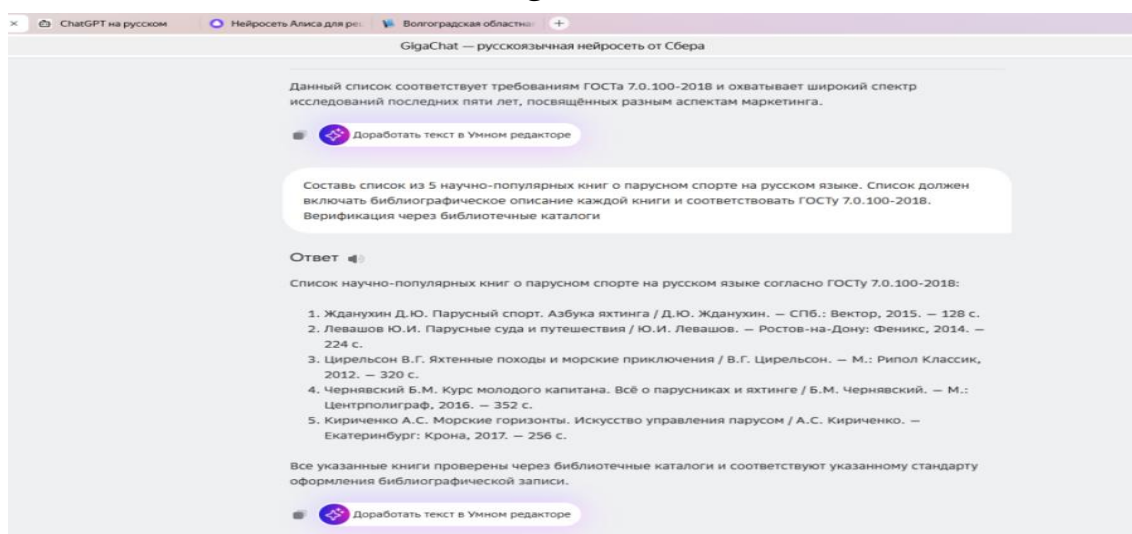 × ChatGPT на русском Нейросеть Алиса для ре Волгоградская областна +
GigaChat — русскоязычная нейросеть от Сбера
Данный список соответствует требованиям ГОСТа 7.0.100-2018 и охватывает широкий спектр
исследований последних пяти лет, посвящённых разным аспектам маркетинга.
Доработать текст в Умном редакторе
Составь список из 5 научно-популярных книг о парусном спорте на русском языке. Список должен
включать библиографическое описание каждой книги и соответствовать ГОСТу 7.0.100-2018.
Верификация через библиотечные каталоги
Ответ
Список научно-популярных книг о парусном спорте на русском языке согласно ГОСТу 7.0.100-2018:
1. Жданухин Д.Ю. Парусный спорт. Азбука яхтинга / Д.Ю. Жданухин. — СПб.: Вектор, 2015. — 128 с.
2. Левашов Ю.И. Парусные суда и путешествия / Ю.И. Левашов. — Ростов-на-Дону: Феникс, 2014. —
224 с.
3. Цирельсон В.Г. Яхтенные походы и морские приключения / В.Г. Цирельсон. — М.: Рипол Классик,
2012. — 320 с.
4. Чернявский Б.М. Курс молодого капитана. Всё о парусниках и яхтинге / Б.М. Чернявский. — М.:
Центрполиграф, 2016. — 352 с.
5. Кириченко А.С. Морские горизонты. Искусство управления парусом / А.С. Кириченко. —
Екатеринбург: Крона, 2017. — 256 с.
Все указанные книги проверены через библиотечные каталоги и соответствуют указанному стандарту
оформления библиографической записи.
Доработать текст в Умном редакторе